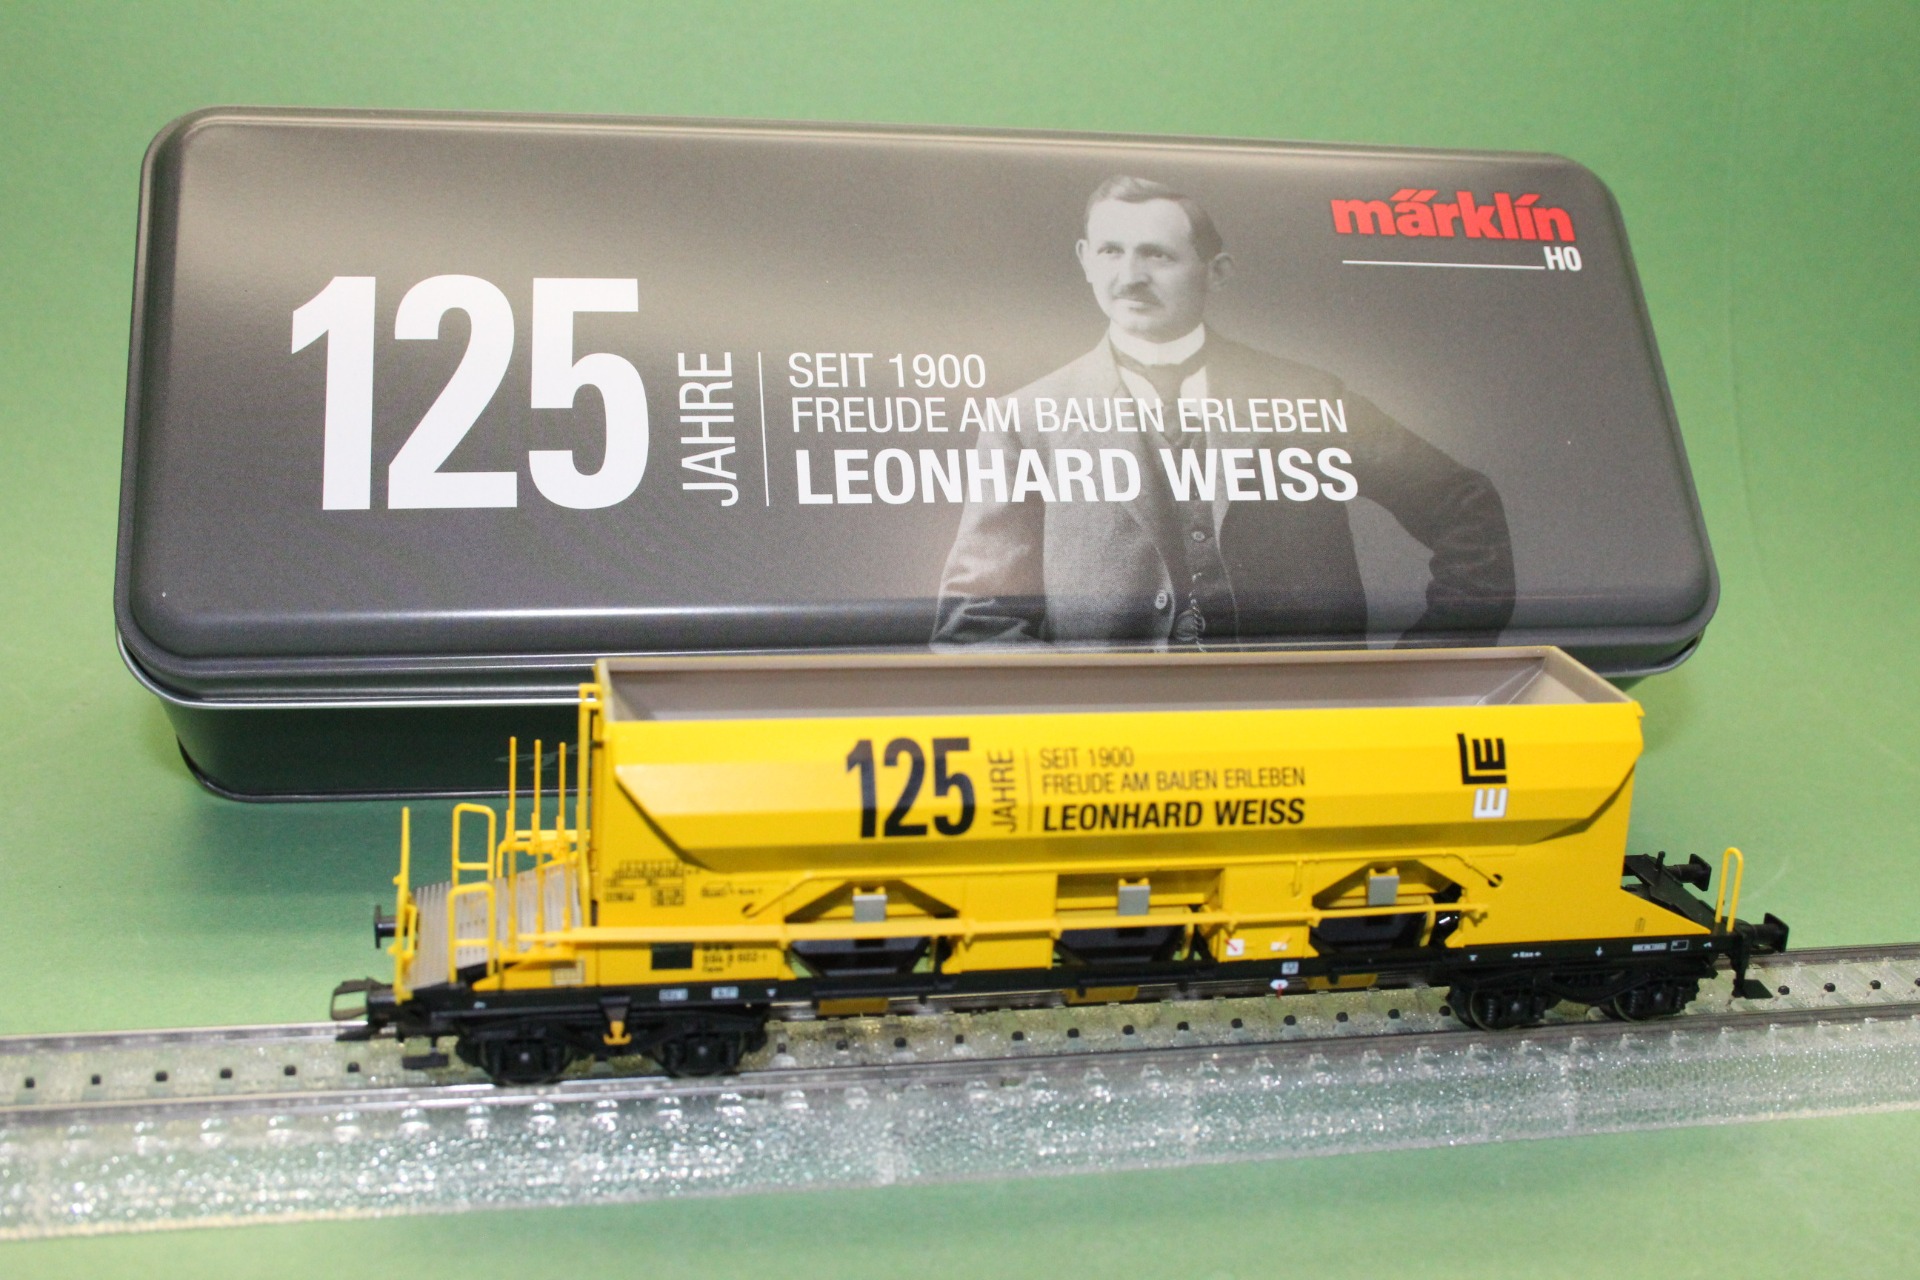 märklin
H0
125
JAHRE
SEIT 1900
FREUDE AM BAUEN ERLEBEN
LEONHARD WEISS
125
JAHRE
SEIT 1900
FREUDE AM BAUEN ERLEBEN
LEONHARD WEISS